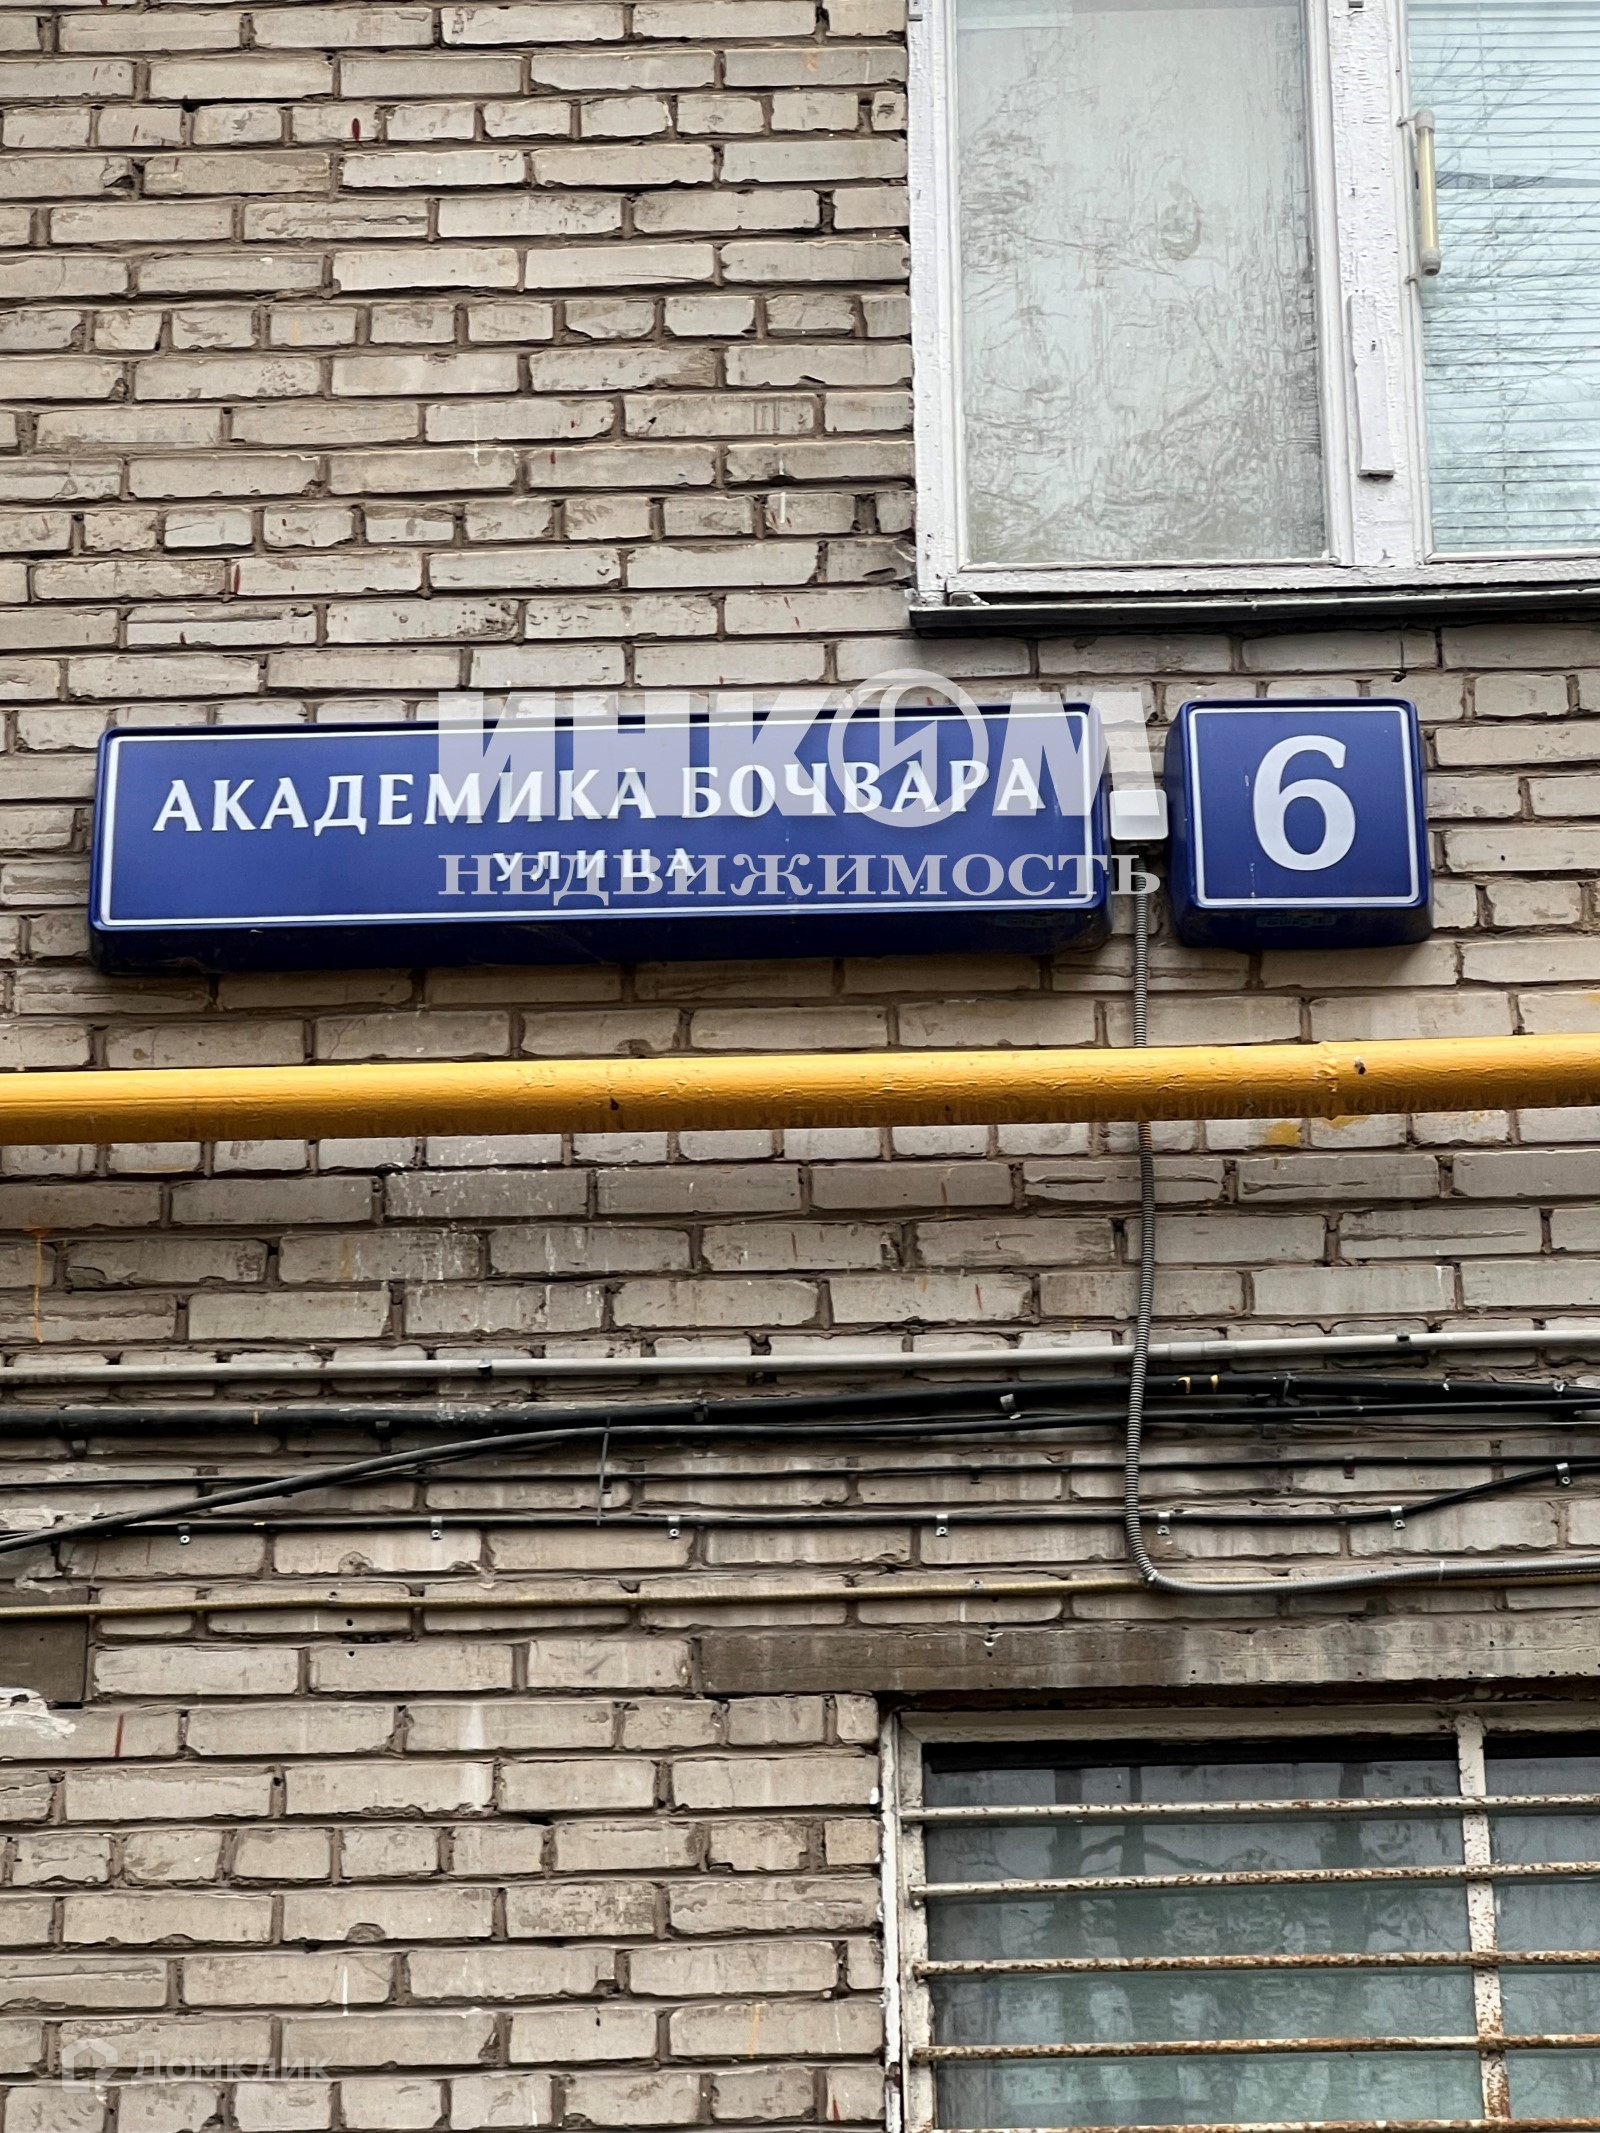 АКАДЕМИКА БОЧВАРА
УЛИЦА
6
ИНКОМ
НЕДВИЖИМОСТЬ
Домклик